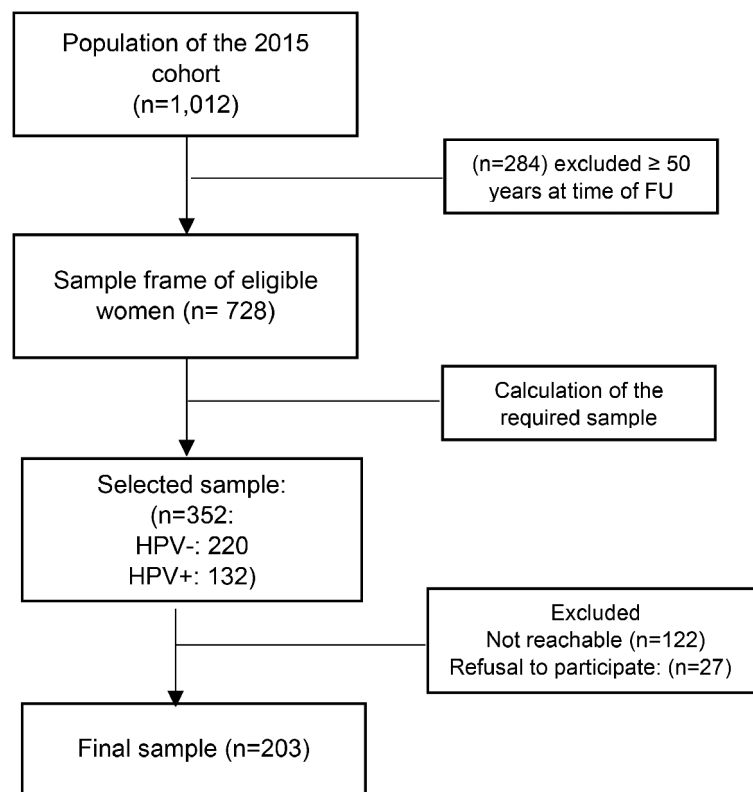 Population of the 2015
cohort
(n=1,012)
(n=284) excluded ≥ 50
years at time of FU
Sample frame of eligible
women (n= 728)
Calculation of the
required sample
Selected sample:
(n=352:
HPV-: 220
HPV+: 132)
Excluded
Not reachable (n=122)
Refusal to participate: (n=27)
Final sample (n=203)